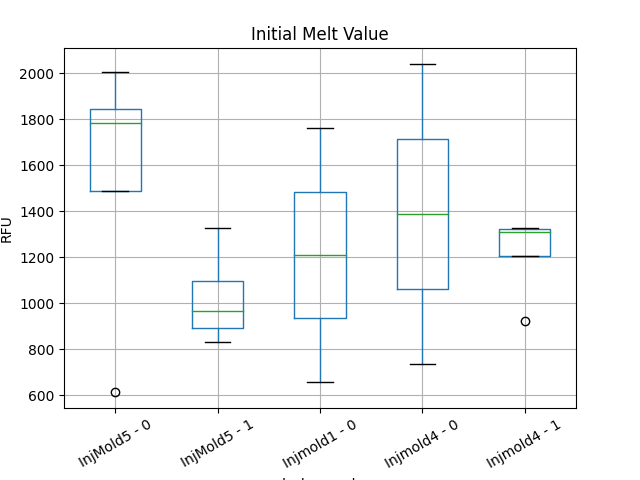 Initial Melt Value
2000
1800
1600
1400
1200
1000
800
600
RFU
InjMold5 - 0
InjMold5 - 1
Injmold1 - 0
Injmold4 - 0
Injmold4 - 1